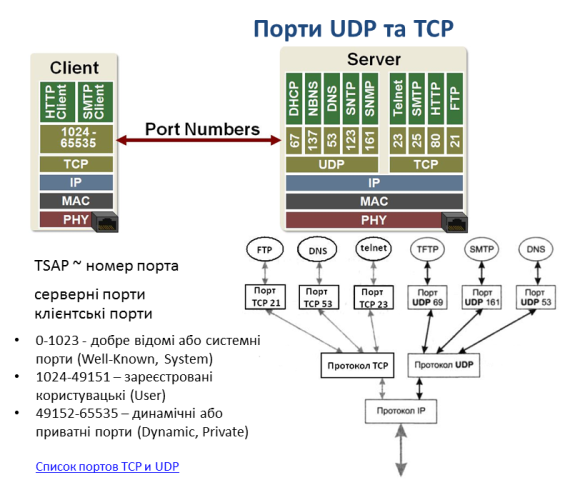 Порти UDP та TCP
Client
HTTP Client
SMTP Client
1024 -
65535
TCP
IP
MAC
PHY
Port Numbers
Server
DHCP
NBNS
DNS
SNTP
SNMP
Telnet
SMTP
HTTP
FTP
67
137
53
123
161
23
25
80
21
UDP
TCP
IP
MAC
PHY
TSAP ~ номер порта
серверні порти
клієнтські порти
• 0-1023 - добре відомі або системні
порти (Well-Known, System)
• 1024-49151 – зареєстровані
користувацькі (User)
• 49152-65535 – динамічні або
приватні порти (Dynamic, Private)
Список портов TCP и UDP
FTP
DNS
telnet
TFTP
SMTP
DNS
Порт
TCP 21
Порт
TCP 53
Порт
TCP 23
Порт
UDP 69
Порт
UDP 161
Порт
UDP 53
Протокол TCP
Протокол UDP
Протокол IP